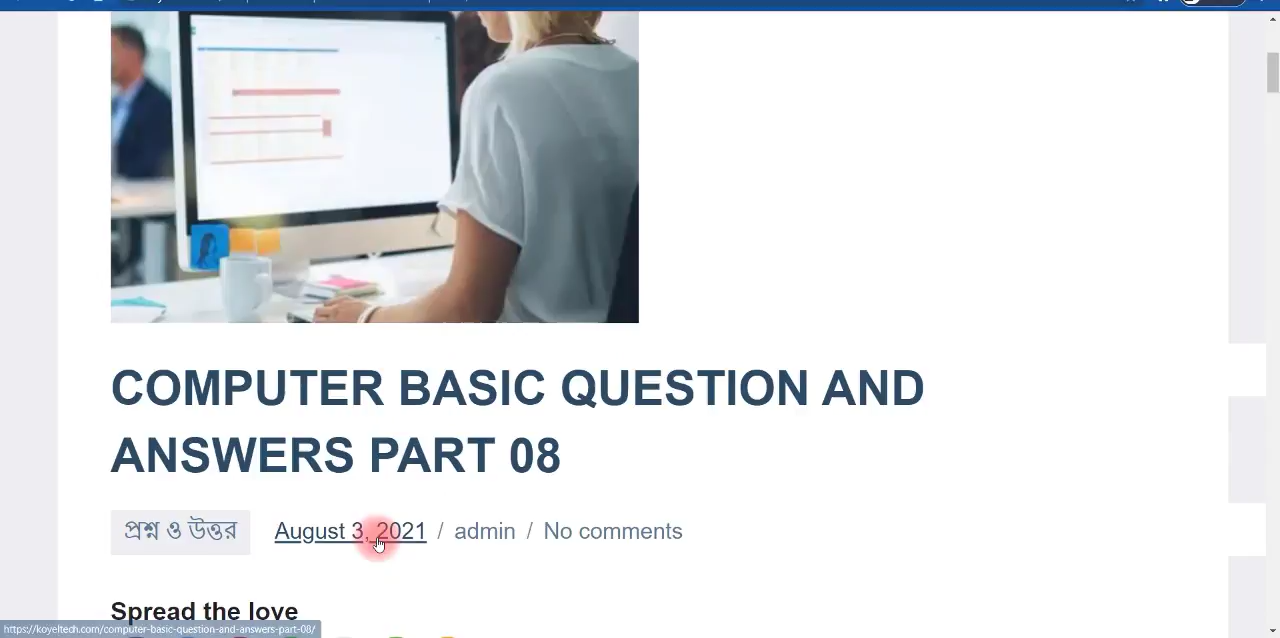 COMPUTER BASIC QUESTION AND
ANSWERS PART 08
প্রশ্ন ও উত্তর August 3, 2021 / admin / No comments
Spread the love
https://koyeltech.com/computer-basic-question-and-answers-part-08/